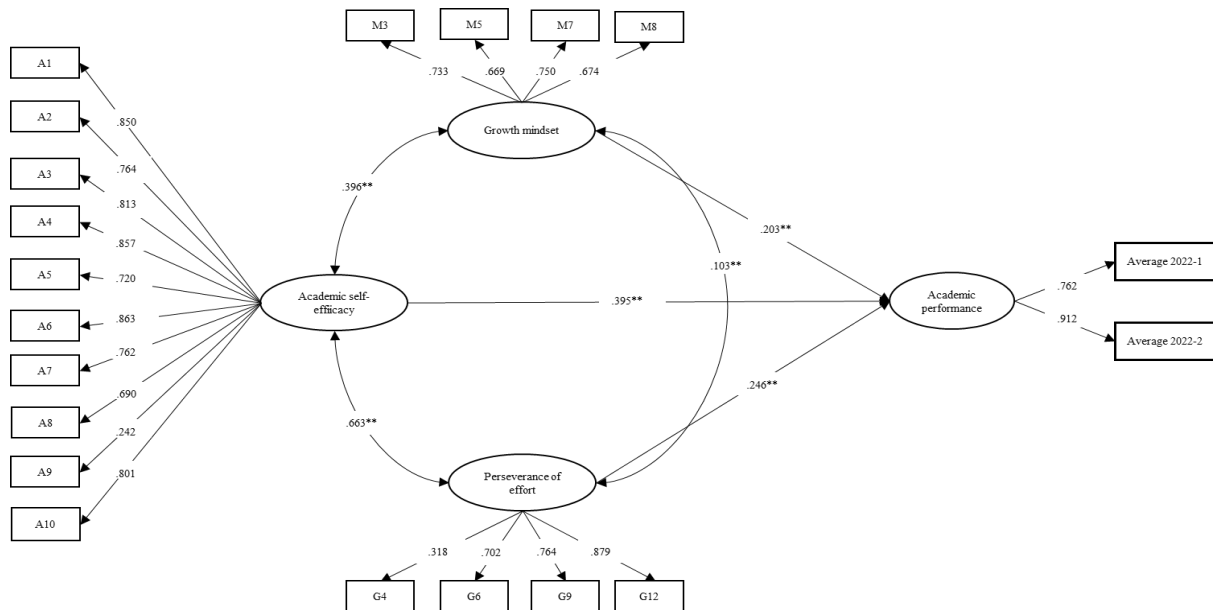 M3
M5
M7
M8
.733
.669
.750
.674
A1
A2
A3
A4
A5
A6
A7
A8
A9
A10
.850
.764
.813
.857
.720
.863
.762
.690
.242
.801
Growth mindset
.396**
.203**
.103**
Academic self-
effiicacy
.395**
Academic
performance
.762
.912
Average 2022-1
Average 2022-2
.663**
.246**
Perseverance of
effort
.318
.702
.764
.879
G4
G6
G9
G12